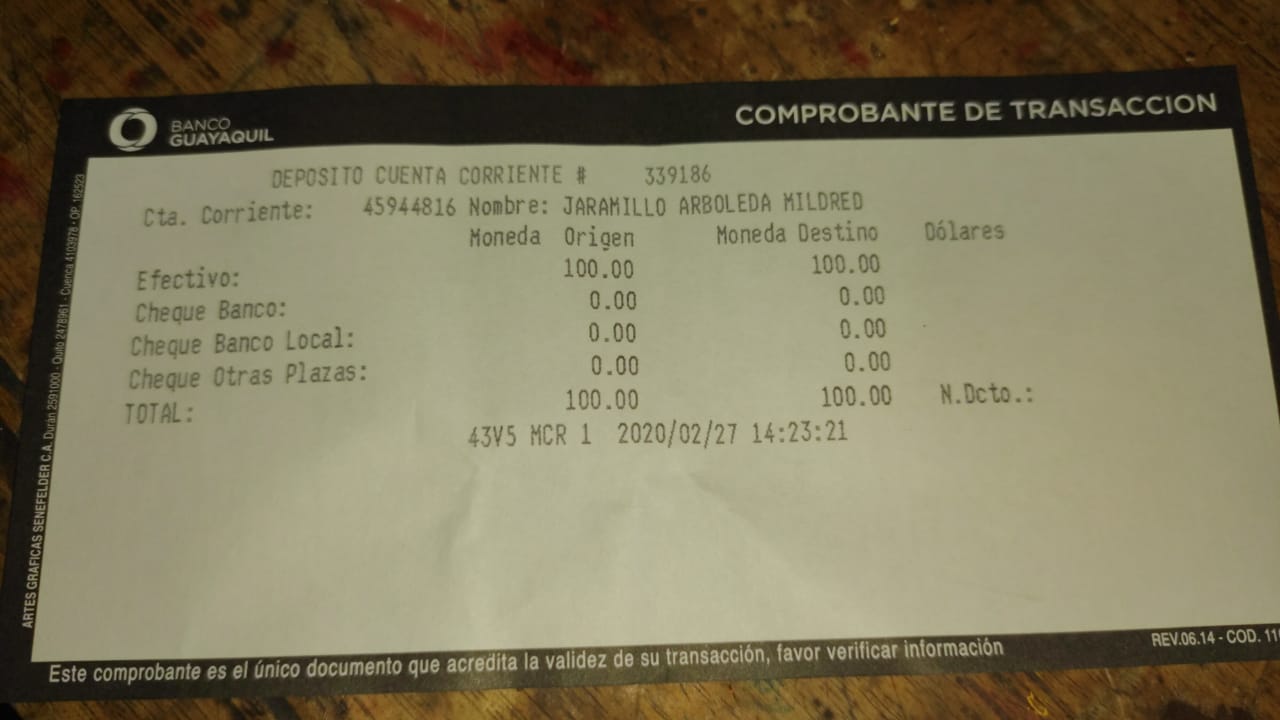 BANCO
GUAYAQUIL
COMPROBANTE DE TRANSACCION
DEPOSITO CUENTA CORRIENTE # 339186
Cta. Corriente: 45944816 Nombre: JARAMILLO ARBOLEDA MILDRED
Moneda Origen Moneda Destino Dólares
Efectivo: 100.00 100.00
Cheque Banco: 0.00 0.00
Cheque Banco Local: 0.00 0.00
Cheque Otras Plazas: 0.00 0.00
TOTAL: 100.00 100.00 N.Dcto.:
43V5 MCR 1 2020/02/27 14:23:21
ARTES GRAFICAS SENEFELDER C.A. Durán 2591000 - Quito 2478961 - Cuenca 4103978 - OP. 162523
Este comprobante es el único documento que acredita la validez de su transacción, favor verificar información
REV.06.14 - COD.